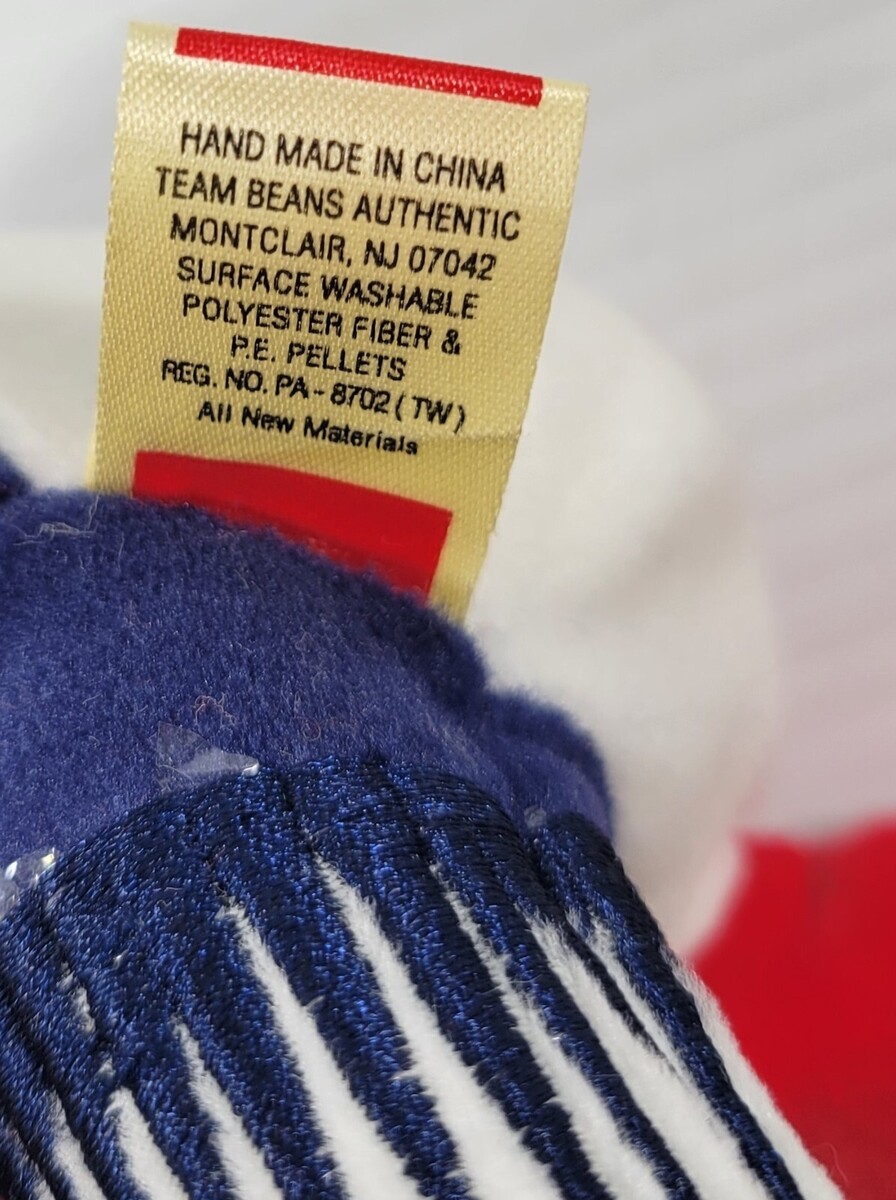 HAND MADE IN CHINA
TEAM BEANS AUTHENTIC
MONTCLAIR, NJ 07042
SURFACE WASHABLE
POLYESTER FIBER &
P.E. PELLETS
REG. NO. PA - 8702 ( TW )
All New Materials